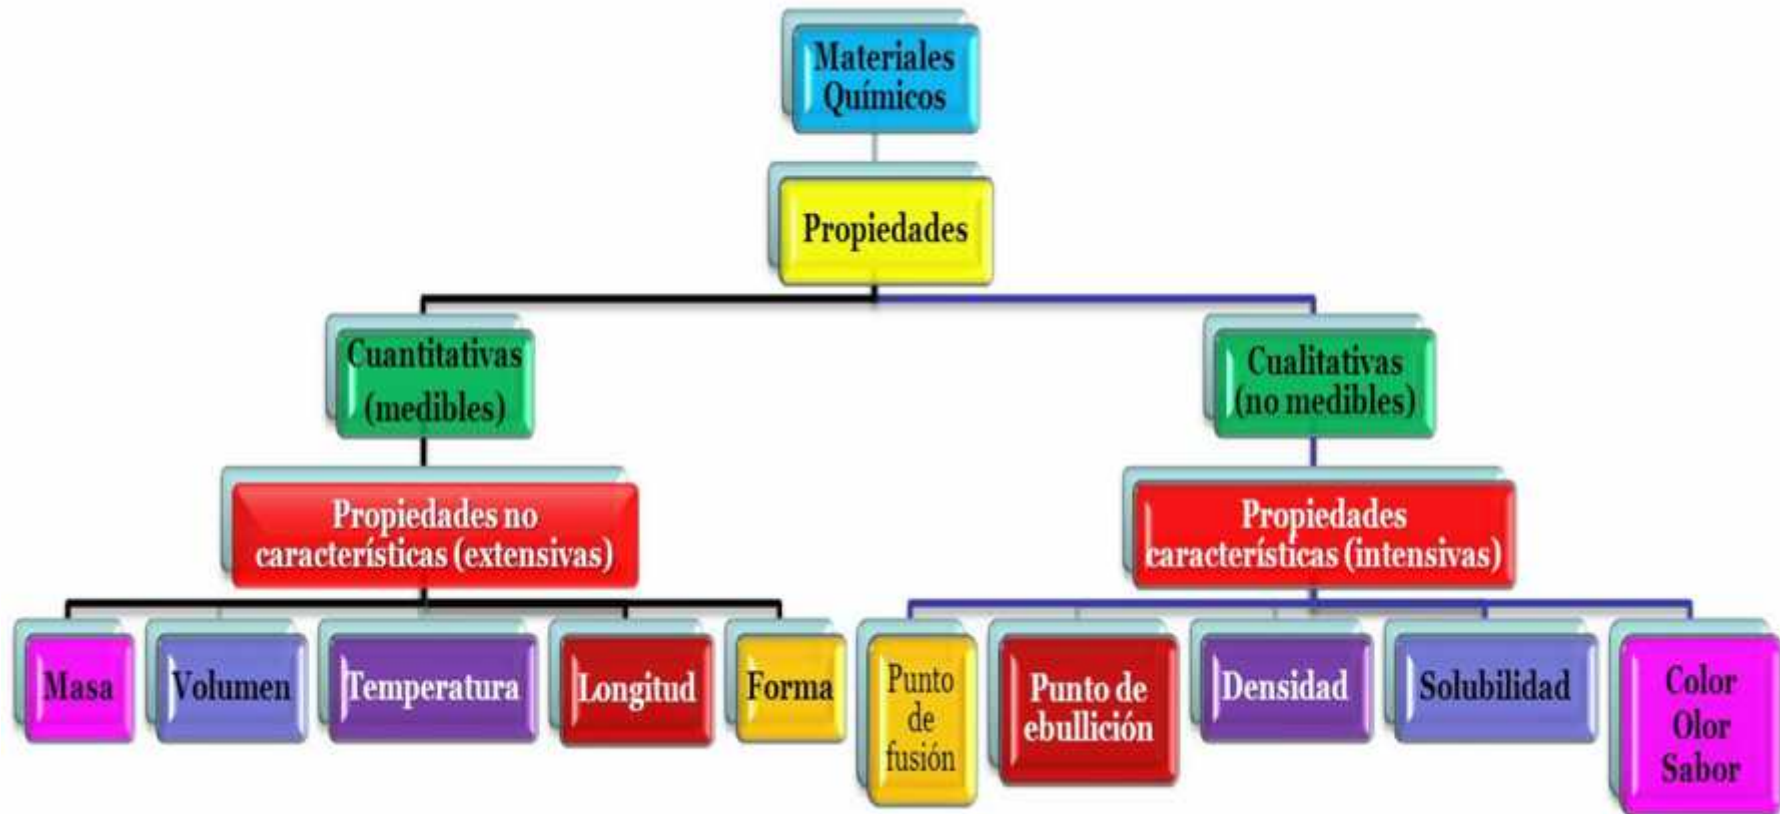 Materiales
Químicos
Propiedades
Cuantitativas
(medibles)
Cualitativas
(no medibles)
Propiedades no
características (extensivas)
Propiedades
características (intensivas)
Masa
Volumen
Temperatura
Longitud
Forma
Punto
de
fusión
Punto de
ebullición
Densidad
Solubilidad
Color
Olor
Sabor